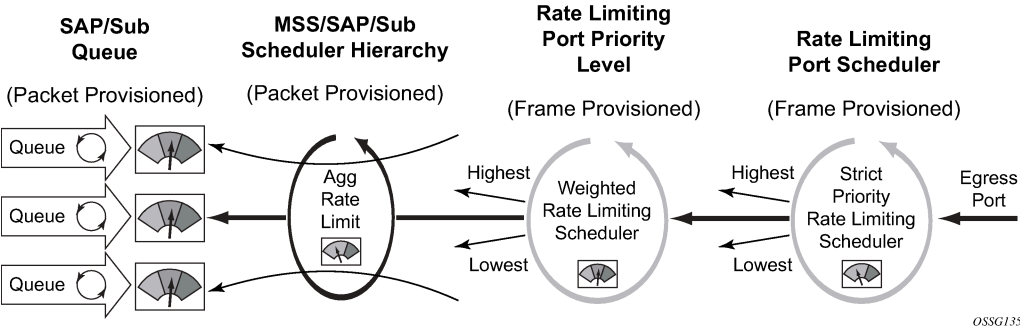 SAP/Sub
Queue
(Packet Provisioned)
MSS/SAP/Sub
Scheduler Hierarchy
(Packet Provisioned)
Rate Limiting
Port Priority
Level
(Frame Provisioned)
Rate Limiting
Port Scheduler
(Frame Provisioned)
Queue
Queue
Queue
Agg
Rate
Limit
Highest
Lowest
Weighted
Rate Limiting
Scheduler
Highest
Lowest
Strict
Priority
Rate Limiting
Scheduler
Egress
Port
OSSG135